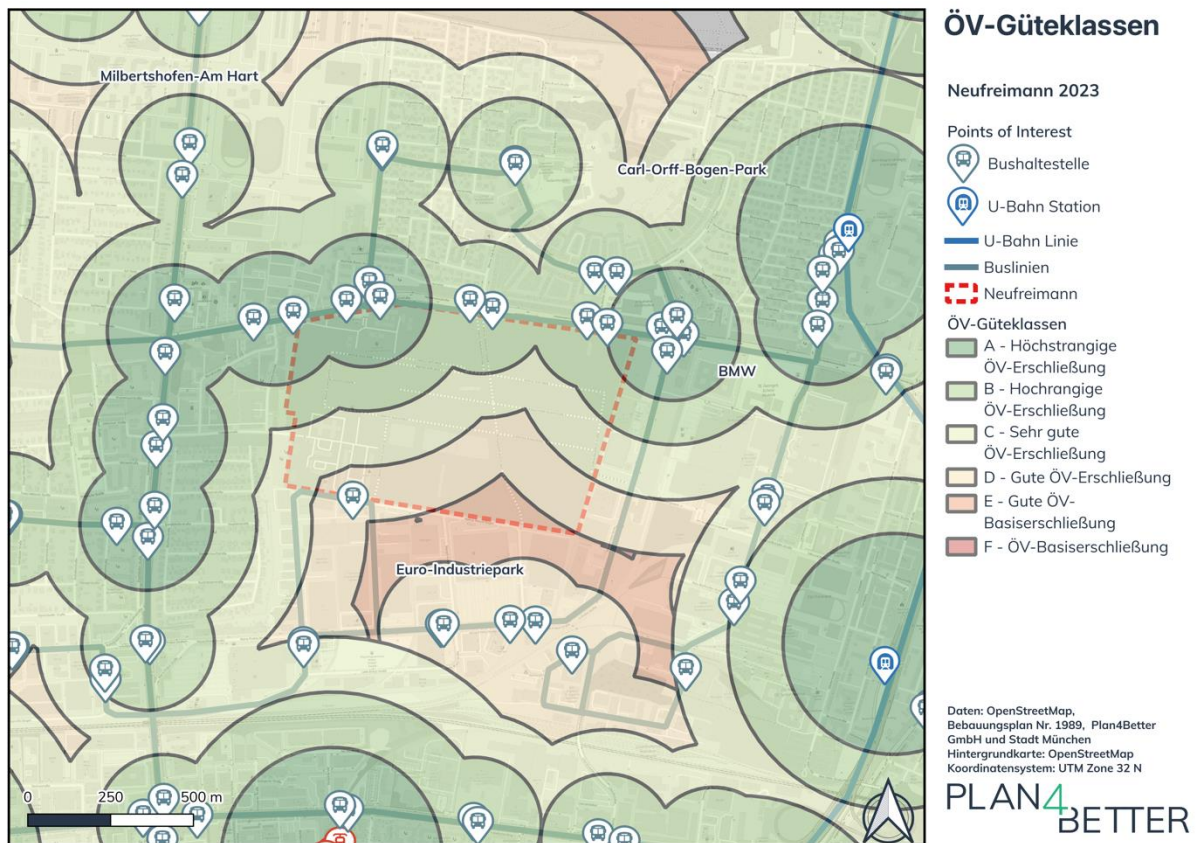 ÖV-Güteklassen
Neufreimann 2023
Points of Interest
Bushaltestelle
U-Bahn Station
U-Bahn Linie
Buslinien
Neufreimann
ÖV-Güteklassen
A - Höchstrangige
ÖV-Erschließung
B - Hochrangige
ÖV-Erschließung
C - Sehr gute
ÖV-Erschließung
D - Gute ÖV-Erschließung
E - Gute ÖV-
Basiserschließung
F - ÖV-Basiserschließung
Milbertshofen-Am Hart
Carl-Orff-Bogen-Park
BMW
Euro-Industriepark
0 250 500 m
Daten: OpenStreetMap,
Bebauungsplan Nr. 1989, Plan4Better
GmbH und Stadt München
Hintergrundkarte: OpenStreetMap
Koordinatensystem: UTM Zone 32 N
PLAN4
BETTER